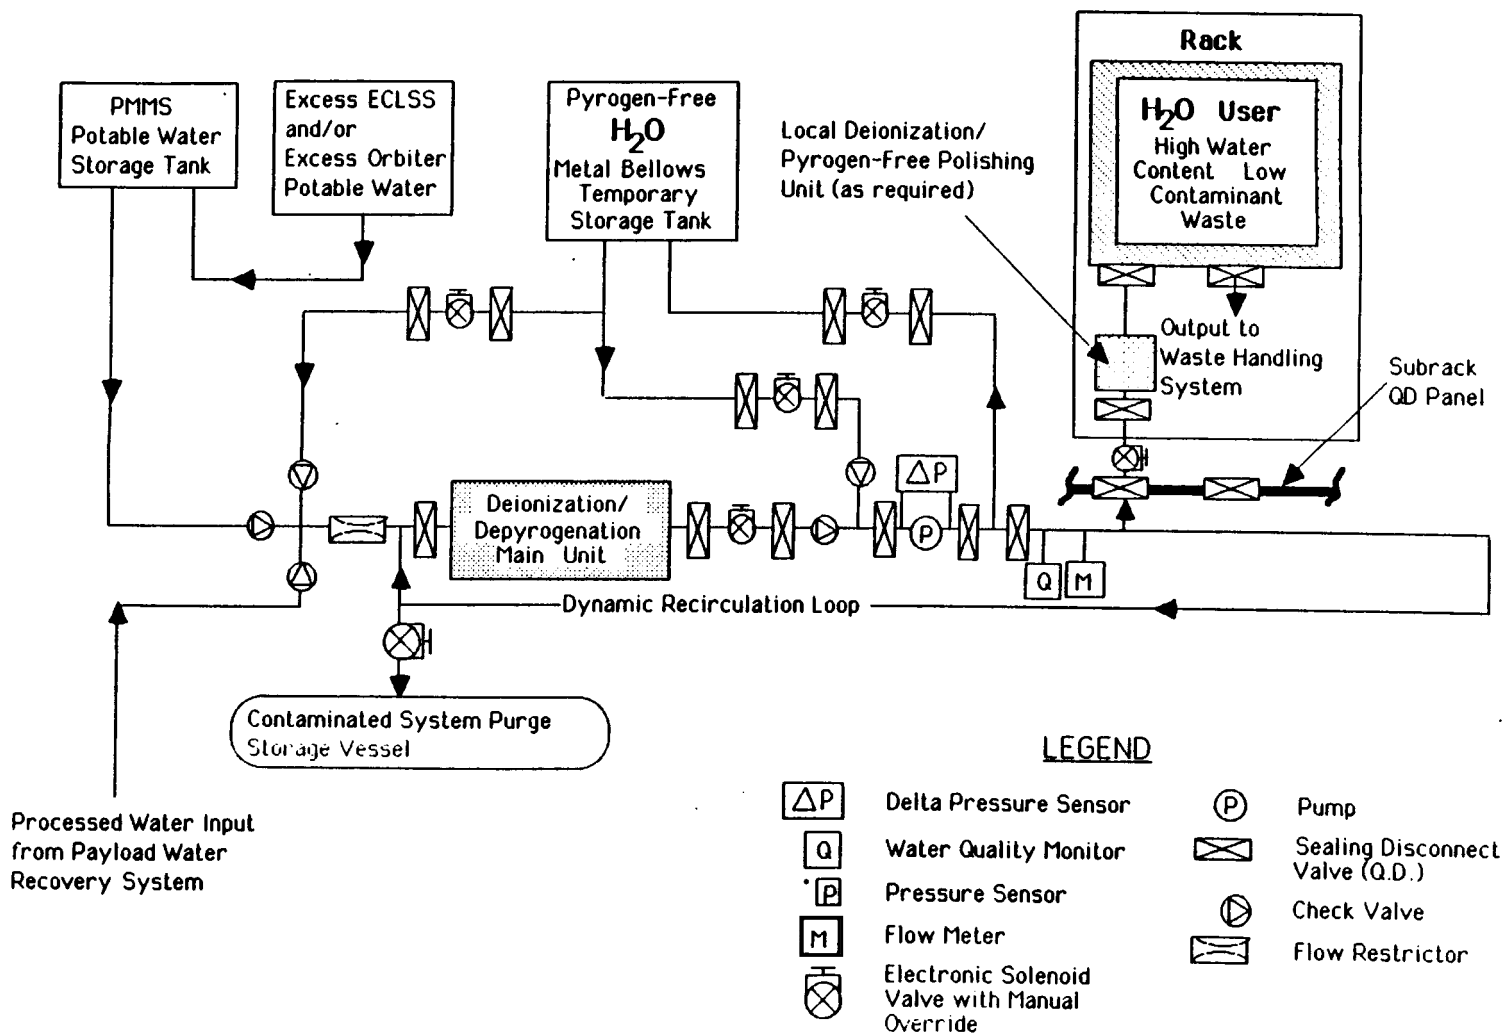 Rack
PMMS
Potable Water
Storage Tank
Excess ECLSS
and/or
Excess Orbiter
Potable Water
Pyrogen-Free
H2O
Metal Bellows
Temporary
Storage Tank
Local Deionization/
Pyrogen-Free Polishing
Unit (as required)
H2O User
High Water
Content Low
Contaminant
Waste
Output to
Waste Handling
System
Subrack
QD Panel
ΔP
Deionization/
Depyrogenation
Main Unit
P
Q
M
Dynamic Recirculation Loop
Contaminated System Purge
Storage Vessel
Processed Water Input
from Payload Water
Recovery System
LEGEND
ΔP Delta Pressure Sensor
Q Water Quality Monitor
P Pressure Sensor
M Flow Meter
Electronic Solenoid
Valve with Manual
Override
P Pump
Sealing Disconnect
Valve (Q.D.)
Check Valve
Flow Restrictor